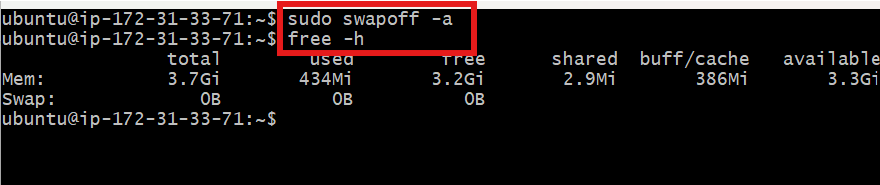 ubuntu@ip-172-31-33-71:~$ sudo swapoff -a
ubuntu@ip-172-31-33-71:~$ free -h
total used free shared buff/cache available
Mem: 3.7Gi 434Mi 3.2Gi 2.9Mi 386Mi 3.3Gi
Swap: 0B 0B 0B
ubuntu@ip-172-31-33-71:~$